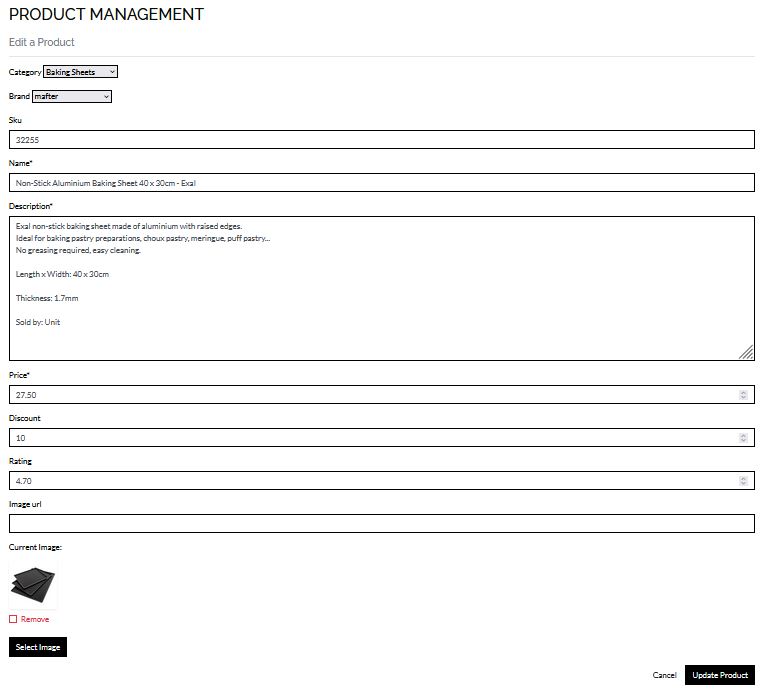 PRODUCT MANAGEMENT
Edit a Product
Category Baking Sheets
Brand mafter
Sku
32255
Name*
Non-Stick Aluminium Baking Sheet 40 x 30cm - Exal
Description*
Exal non-stick baking sheet made of aluminium with raised edges.
Ideal for baking pastry preparations, choux pastry, meringue, puff pastry...
No greasing required, easy cleaning.
Length x Width: 40 x 30cm
Thickness: 1.7mm
Sold by: Unit
Price*
27.50
Discount
10
Rating
4.70
Image url
Current Image:
Remove
Select Image
Cancel Update Product